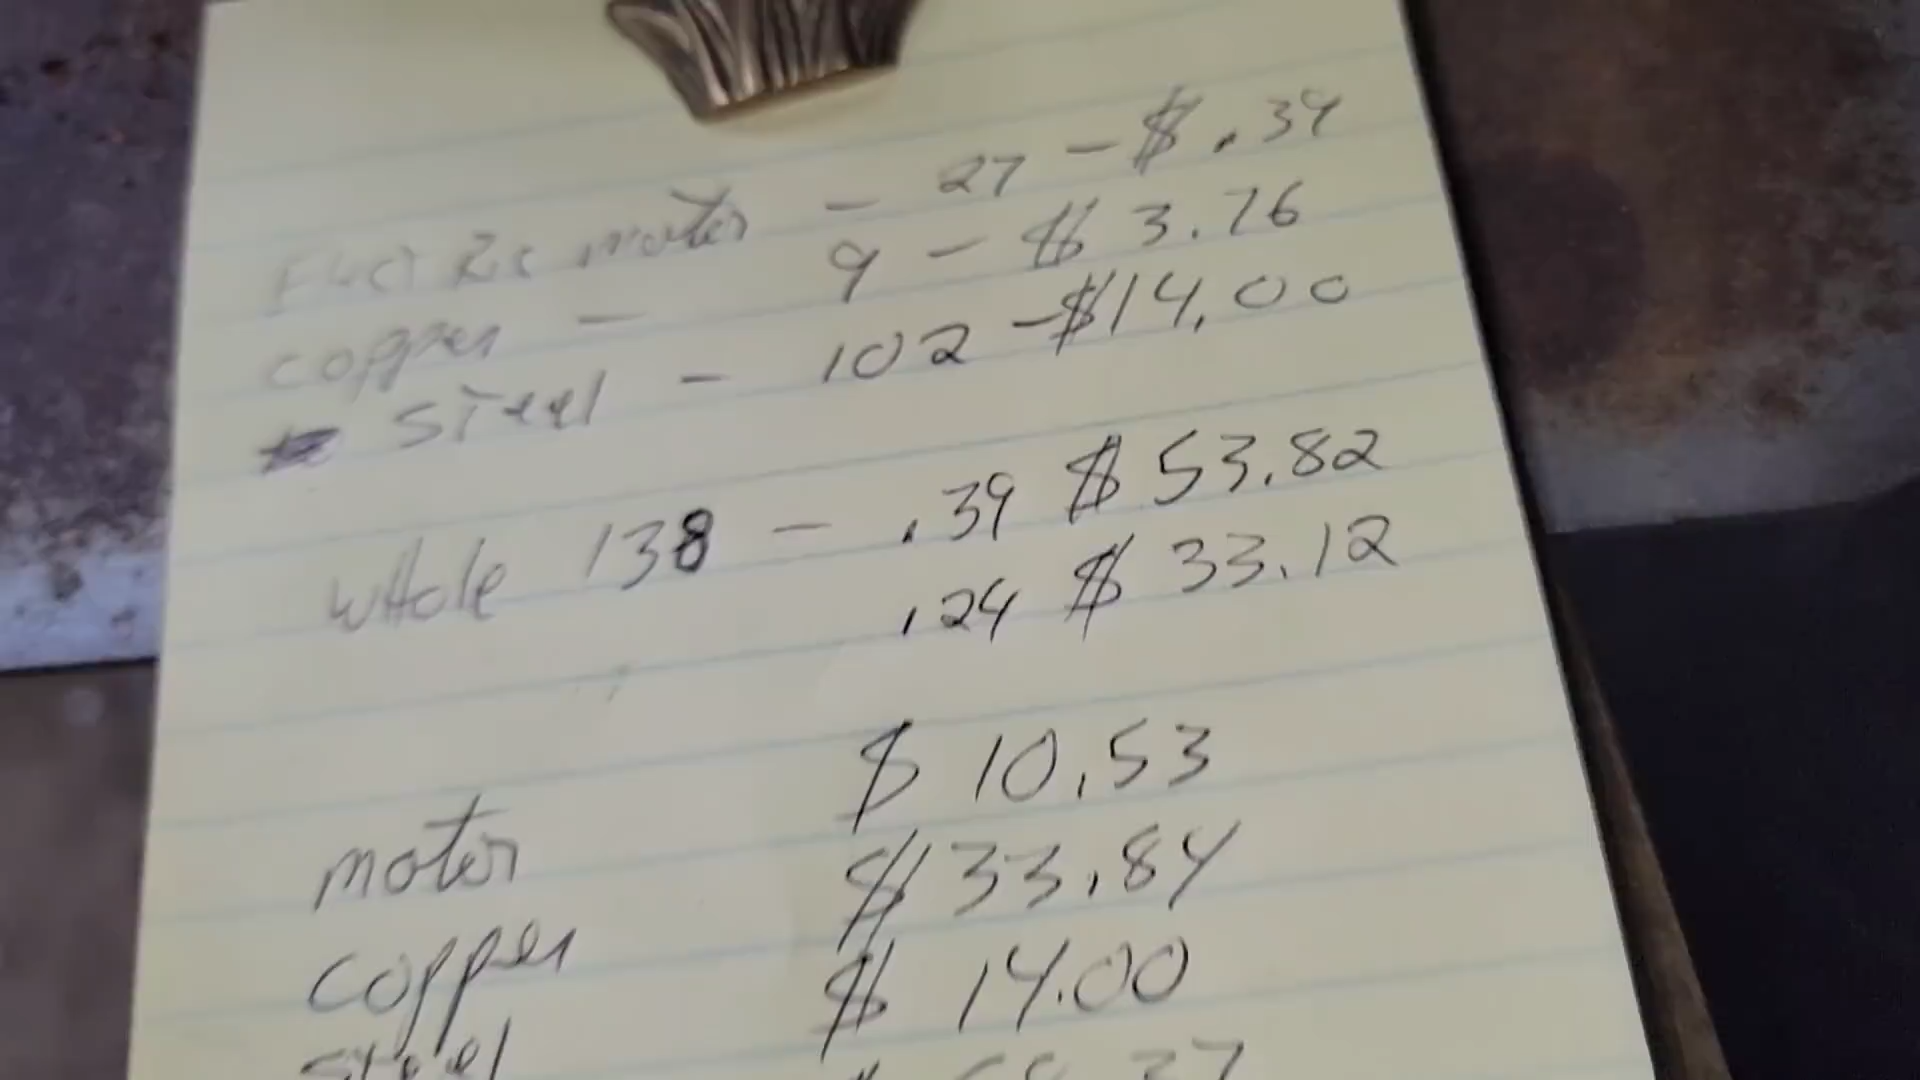 Electric motor - 27 - $.39
copper - 9 - $3.76
steel - 102 - $14.00
WHole 138 - .39 $53.82
.24 $33.12
motor $10.53
copper $33.84
steel $14.00